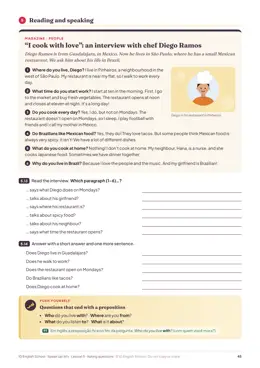 Reading and speaking
MAGAZINE · PEOPLE
"I cook with love": an interview with chef Diego Ramos
Diego Ramos is from Guadalajara, Mexico. Now he lives in São Paulo, where he has a small Mexican
restaurant. We ask him about his life in Brazil.
1 Where do you live, Diego? I live in Pinheiros, a neighbourhood in the
west of São Paulo. My restaurant is near my flat, so I walk to work every
day.
2 What time do you start work? I start at ten in the morning. First, I go
to the market and buy fresh vegetables. The restaurant opens at noon
and closes at eleven at night. It's a long day!
3 Do you cook every day? Yes, I do, but not on Mondays. The
restaurant doesn't open on Mondays, so I sleep, I play football with
friends and I call my mother in Mexico.
4 Do Brazilians like Mexican food? Yes, they do! They love tacos. But some people think Mexican food is
always very spicy. It isn't! We have a lot of different dishes.
5 What do you cook at home? Nothing! I don't cook at home. My neighbour, Hana, is a nurse, and she
cooks Japanese food. Sometimes we have dinner together.
6 Why do you live in Brazil? Because I love the people and the music. And my girlfriend is Brazilian!
Read the interview. Which paragraph (1–6)...?
...says what Diego does on Mondays?
...talks about his girlfriend?
...says where his restaurant is?
...talks about spicy food?
...talks about his neighbour?
...says what time the restaurant opens?
Answer with a short answer and one more sentence.
Does Diego live in Guadalajara?
Does he walk to work?
Does the restaurant open on Mondays?
Do Brazilians like tacos?
Does Diego cook at home?
Questions that end with a preposition
• Who do you live with? Where are you from?
• What do you listen to? What is it about?